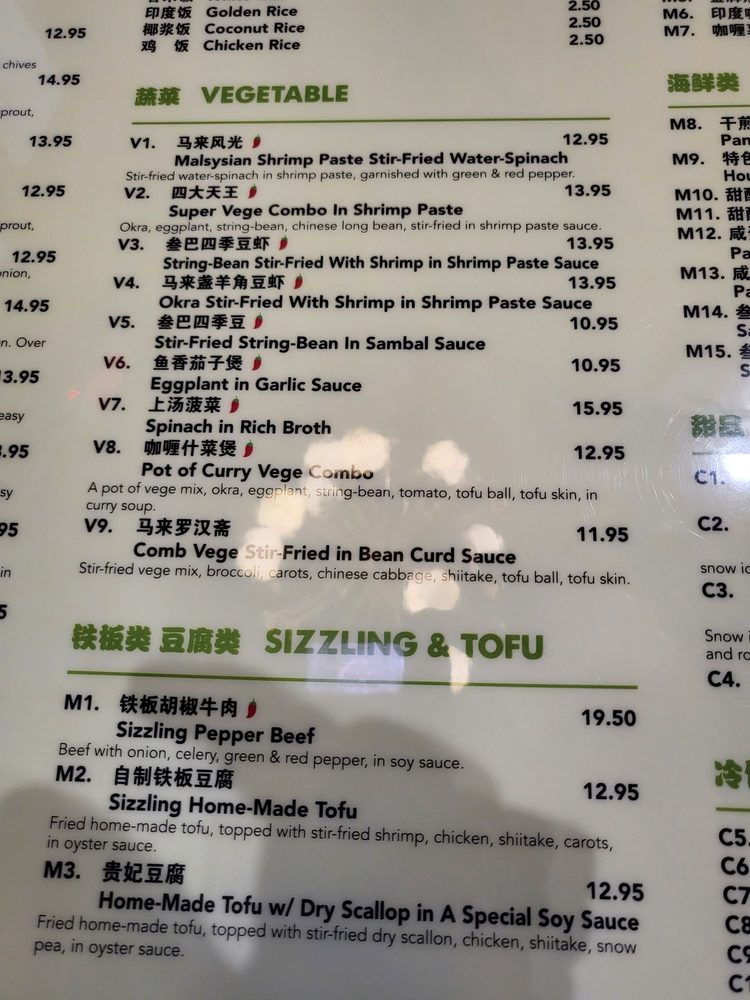 印度饭 Golden Rice 2.50
椰浆饭 Coconut Rice 2.50
鸡 饭 Chicken Rice 2.50
蔬菜 VEGETABLE
V1. 马来风光 12.95
Malsysian Shrimp Paste Stir-Fried Water-Spinach
Stir-fried water-spinach in shrimp paste, garnished with green & red pepper.
V2. 四大天王 13.95
Super Vege Combo In Shrimp Paste
Okra, eggplant, string-bean, chinese long bean, stir-fried in shrimp paste sauce.
V3. 叁巴四季豆虾 13.95
String-Bean Stir-Fried With Shrimp in Shrimp Paste Sauce
V4. 马来盏羊角豆虾 13.95
Okra Stir-Fried With Shrimp in Shrimp Paste Sauce
V5. 叁巴四季豆 10.95
Stir-Fried String-Bean In Sambal Sauce
V6. 鱼香茄子煲 10.95
Eggplant in Garlic Sauce
V7. 上汤菠菜 15.95
Spinach in Rich Broth
V8. 咖喱什菜煲 12.95
Pot of Curry Vege Combo
A pot of vege mix, okra, eggplant, string-bean, tomato, tofu ball, tofu skin, in
curry soup.
V9. 马来罗汉斋 11.95
Comb Vege Stir-Fried in Bean Curd Sauce
Stir-fried vege mix, broccoli, carots, chinese cabbage, shiitake, tofu ball, tofu skin.
铁板类 豆腐类 SIZZLING & TOFU
M1. 铁板胡椒牛肉 19.50
Sizzling Pepper Beef
Beef with onion, celery, green & red pepper, in soy sauce.
M2. 自制铁板豆腐 12.95
Sizzling Home-Made Tofu
Fried home-made tofu, topped with stir-fried shrimp, chicken, shiitake, carots,
in oyster sauce.
M3. 贵妃豆腐 12.95
Home-Made Tofu w/ Dry Scallop in A Special Soy Sauce
Fried home-made tofu, topped with stir-fried dry scallon, chicken, shiitake, snow
pea, in oyster sauce.
12.95
chives
14.95
13.95
12.95
12.95
14.95
n. Over
13.95
easy
M6. 印度
M7. 咖喱
海鲜类
M8. 干煎
M9. 特色
M10. 甜
M11. 甜
M12. 咸
M13. 咸
M14. 叁
M15. 叁
C1.
C2.
snow ic
C3.
Snow
and ro
C4.
C5.
C6
C7
C8
C9